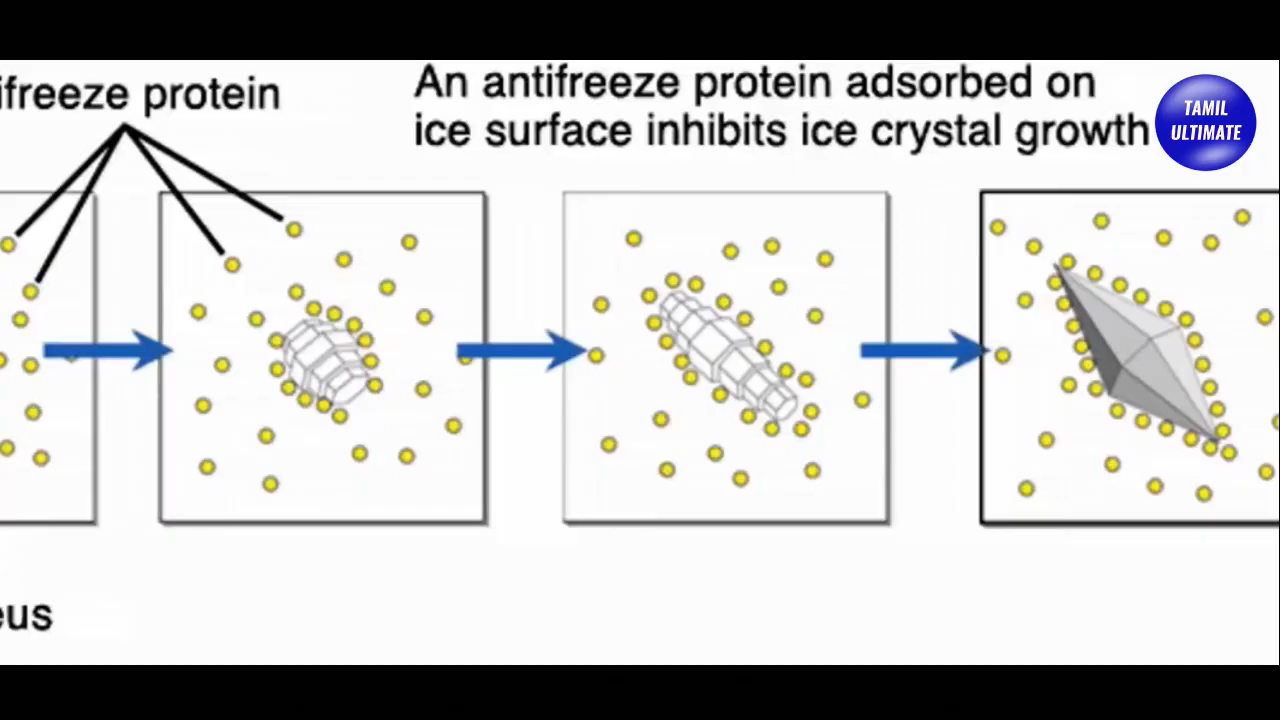 ifreeze protein
An antifreeze protein adsorbed on
ice surface inhibits ice crystal growth
TAMIL
ULTIMATE
eus